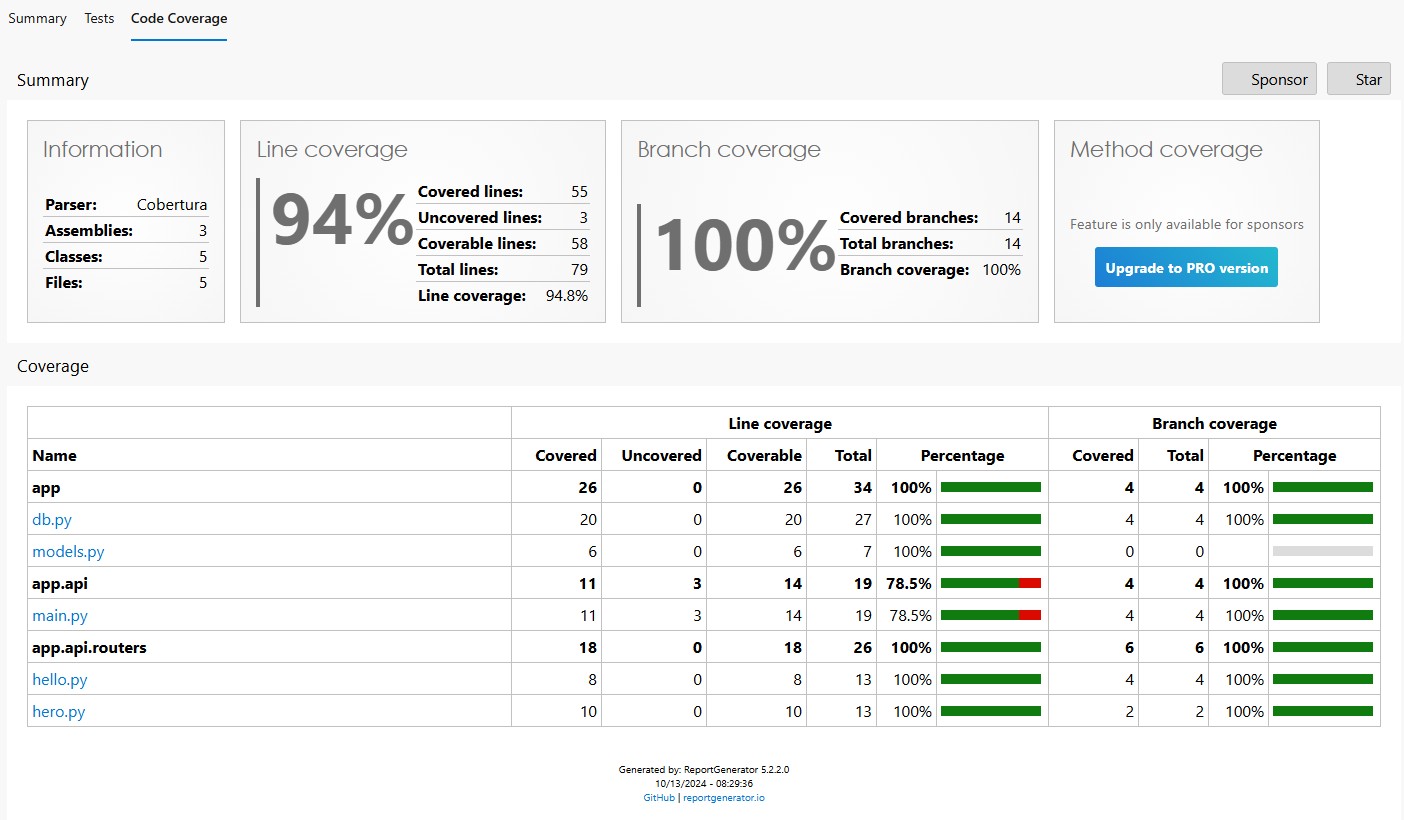 Summary Tests Code Coverage
Summary
Sponsor Star
Information
Parser: Cobertura
Assemblies: 3
Classes: 5
Files: 5
Line coverage
94%
Covered lines: 55
Uncovered lines: 3
Coverable lines: 58
Total lines: 79
Line coverage: 94.8%
Branch coverage
100%
Covered branches: 14
Total branches: 14
Branch coverage: 100%
Method coverage
Feature is only available for sponsors
Upgrade to PRO version
Coverage
Line coverage Branch coverage
Name Covered Uncovered Coverable Total Percentage Covered Total Percentage
app 26 0 26 34 100% 4 4 100%
db.py 20 0 20 27 100% 4 4 100%
models.py 6 0 6 7 100% 0 0
app.api 11 3 14 19 78.5% 4 4 100%
main.py 11 3 14 19 78.5% 4 4 100%
app.api.routers 18 0 18 26 100% 6 6 100%
hello.py 8 0 8 13 100% 4 4 100%
hero.py 10 0 10 13 100% 2 2 100%
Generated by: ReportGenerator 5.2.2.0
10/13/2024 - 08:29:36
GitHub | reportgenerator.io